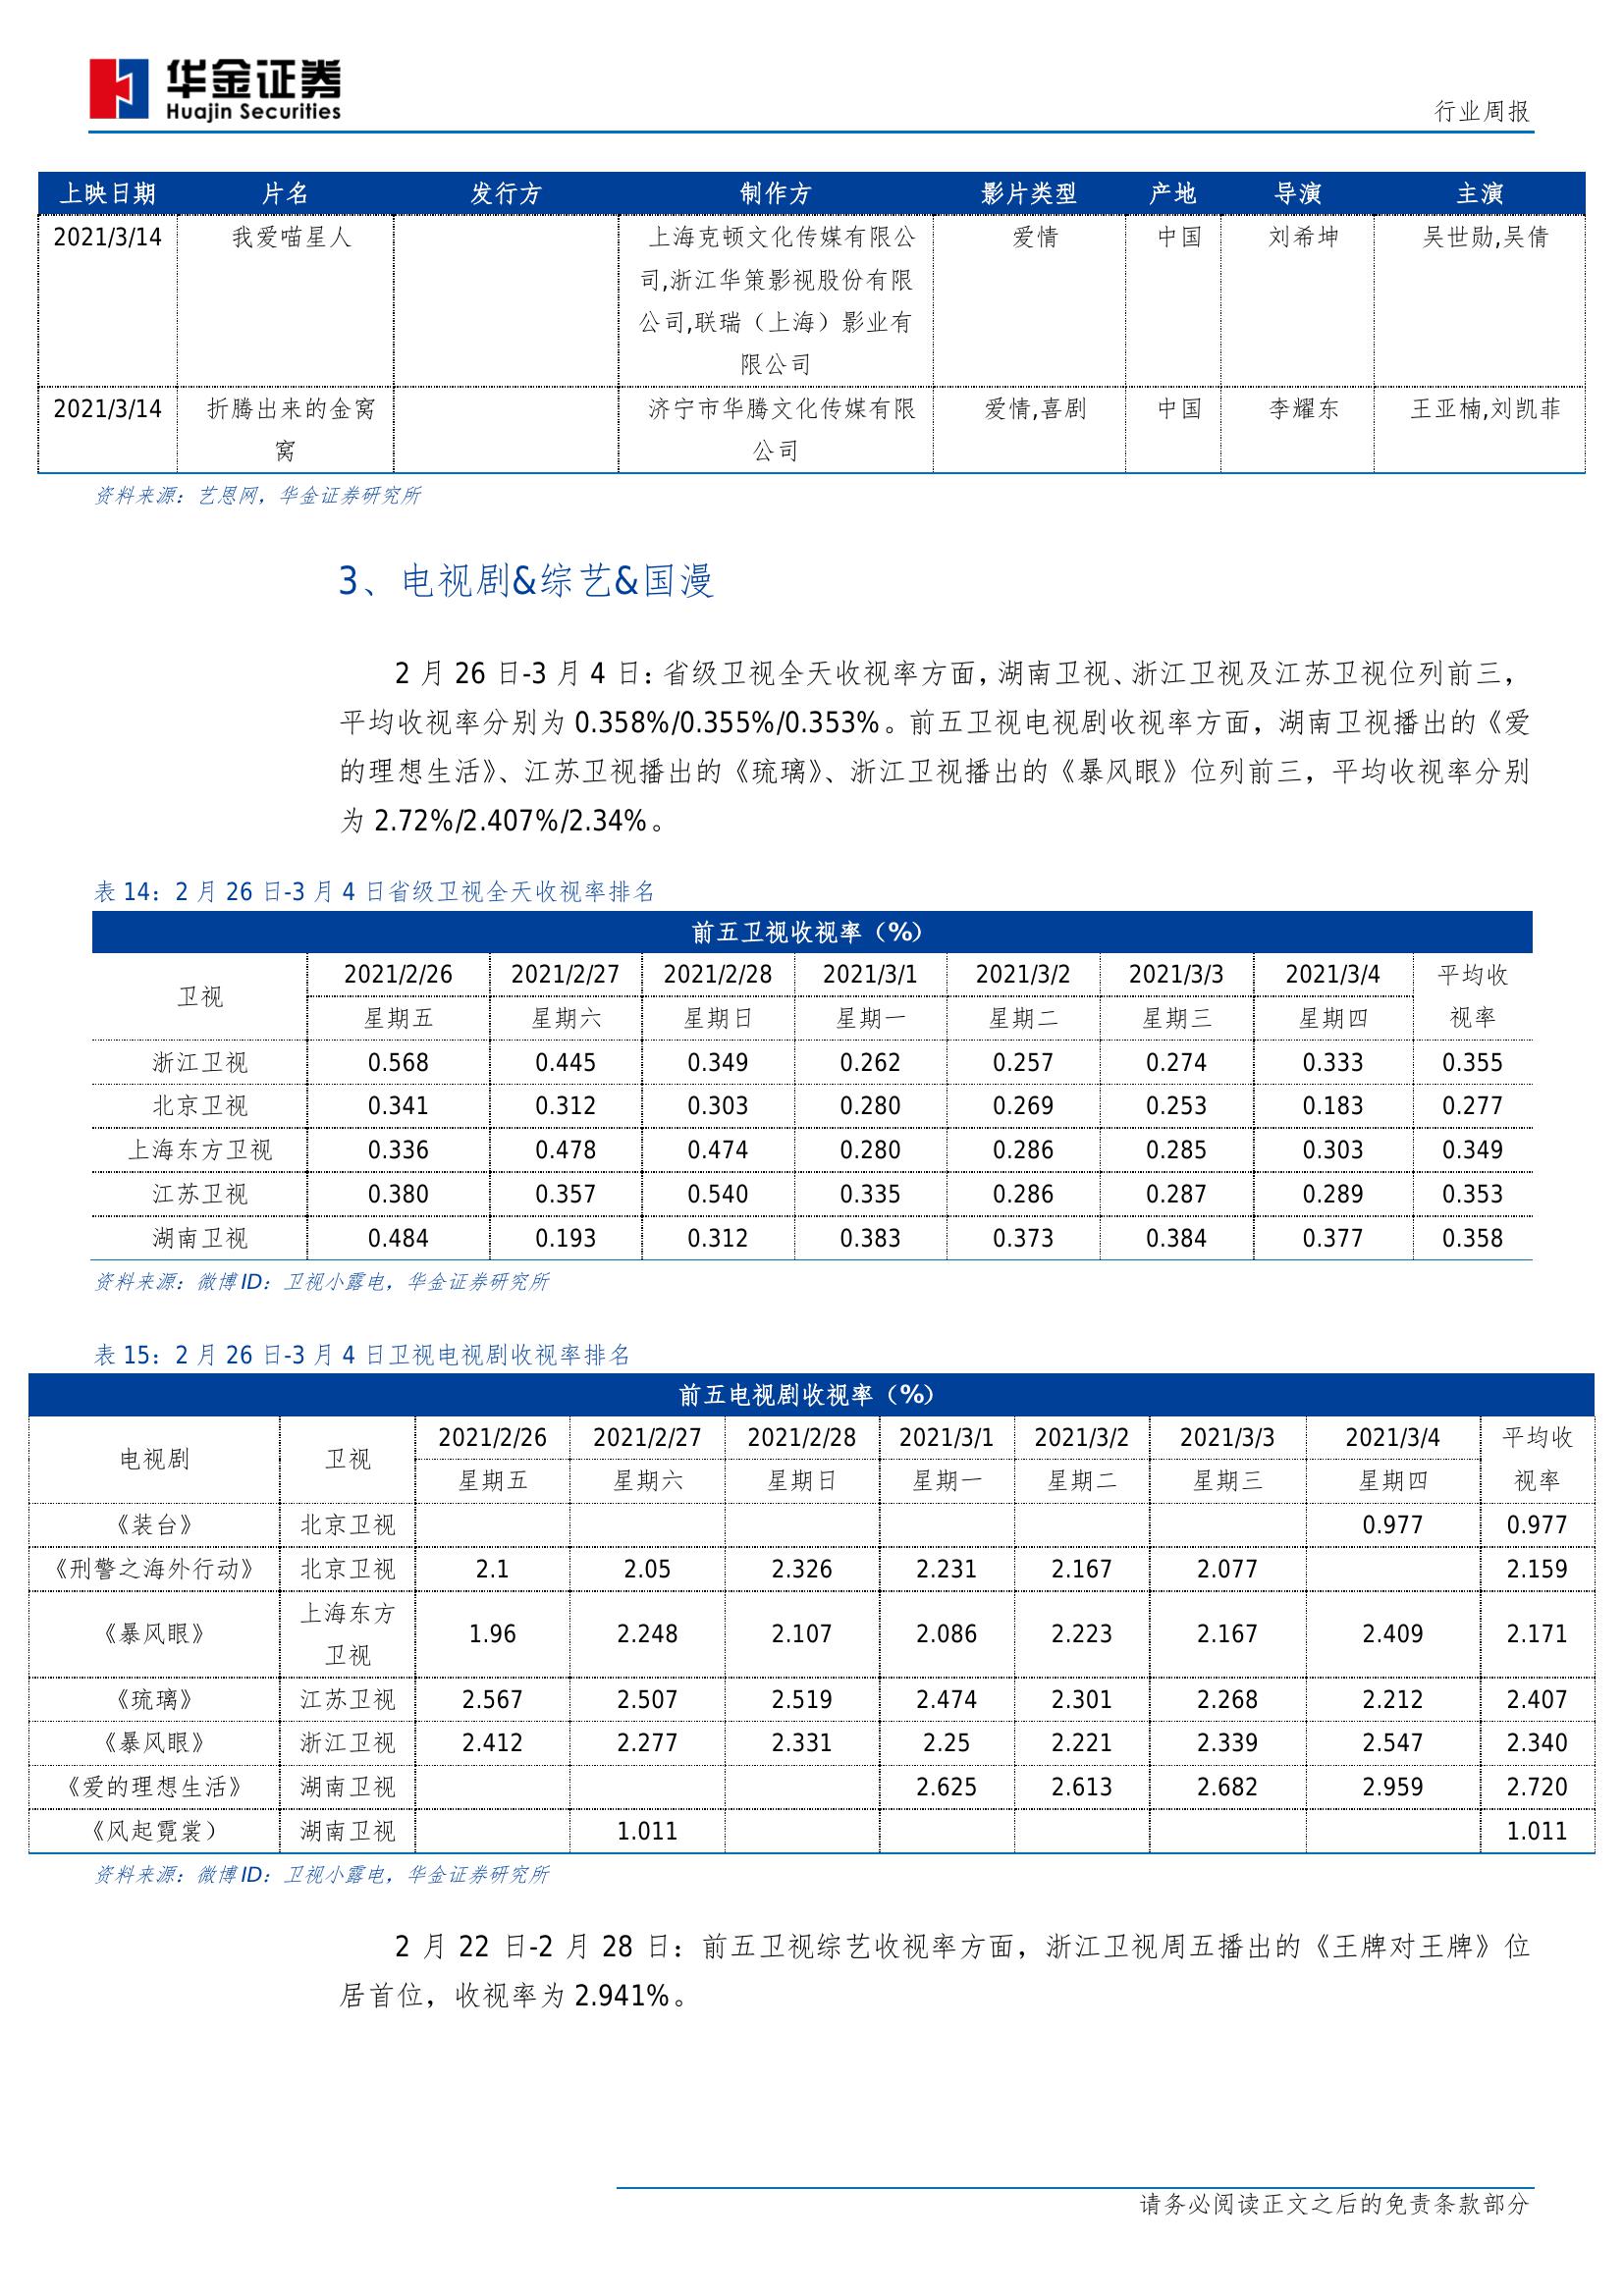 华金证券
Huajin Securities
行业周报
上映日期 片名 发行方 制作方 影片类型 产地 导演 主演
2021/3/14 我爱喵星人 上海克顿文化传媒有限公 爱情 中国 刘希坤 吴世勋,吴倩
司,浙江华策影视股份有限
公司,联瑞（上海）影业有
限公司
2021/3/14 折腾出来的金窝 济宁市华腾文化传媒有限 爱情,喜剧 中国 李耀东 王亚楠,刘凯菲
窝 公司
资料来源：艺恩网，华金证券研究所
3、电视剧&综艺&国漫
2 月 26 日-3 月 4 日：省级卫视全天收视率方面，湖南卫视、浙江卫视及江苏卫视位列前三，
平均收视率分别为 0.358%/0.355%/0.353%。前五卫视电视剧收视率方面，湖南卫视播出的《爱
的理想生活》、江苏卫视播出的《琉璃》、浙江卫视播出的《暴风眼》位列前三，平均收视率分别
为 2.72%/2.407%/2.34%。
表 14：2 月 26 日-3 月 4 日省级卫视全天收视率排名
前五卫视收视率（%）
卫视 2021/2/26 2021/2/27 2021/2/28 2021/3/1 2021/3/2 2021/3/3 2021/3/4 平均收
星期五 星期六 星期日 星期一 星期二 星期三 星期四 视率
浙江卫视 0.568 0.445 0.349 0.262 0.257 0.274 0.333 0.355
北京卫视 0.341 0.312 0.303 0.280 0.269 0.253 0.183 0.277
上海东方卫视 0.336 0.478 0.474 0.280 0.286 0.285 0.303 0.349
江苏卫视 0.380 0.357 0.540 0.335 0.286 0.287 0.289 0.353
湖南卫视 0.484 0.193 0.312 0.383 0.373 0.384 0.377 0.358
资料来源：微博 ID：卫视小露电，华金证券研究所
表 15：2 月 26 日-3 月 4 日卫视电视剧收视率排名
前五电视剧收视率（%）
电视剧 卫视 2021/2/26 2021/2/27 2021/2/28 2021/3/1 2021/3/2 2021/3/3 2021/3/4 平均收
星期五 星期六 星期日 星期一 星期二 星期三 星期四 视率
《装台》 北京卫视 0.977 0.977
《刑警之海外行动》 北京卫视 2.1 2.05 2.326 2.231 2.167 2.077 2.159
《暴风眼》 上海东方 1.96 2.248 2.107 2.086 2.223 2.167 2.409 2.171
卫视
《琉璃》 江苏卫视 2.567 2.507 2.519 2.474 2.301 2.268 2.212 2.407
《暴风眼》 浙江卫视 2.412 2.277 2.331 2.25 2.221 2.339 2.547 2.340
《爱的理想生活》 湖南卫视 2.625 2.613 2.682 2.959 2.720
《风起霓裳） 湖南卫视 1.011 1.011
资料来源：微博 ID：卫视小露电，华金证券研究所
2 月 22 日-2 月 28 日：前五卫视综艺收视率方面，浙江卫视周五播出的《王牌对王牌》位
居首位，收视率为 2.941%。
请务必阅读正文之后的免责条款部分